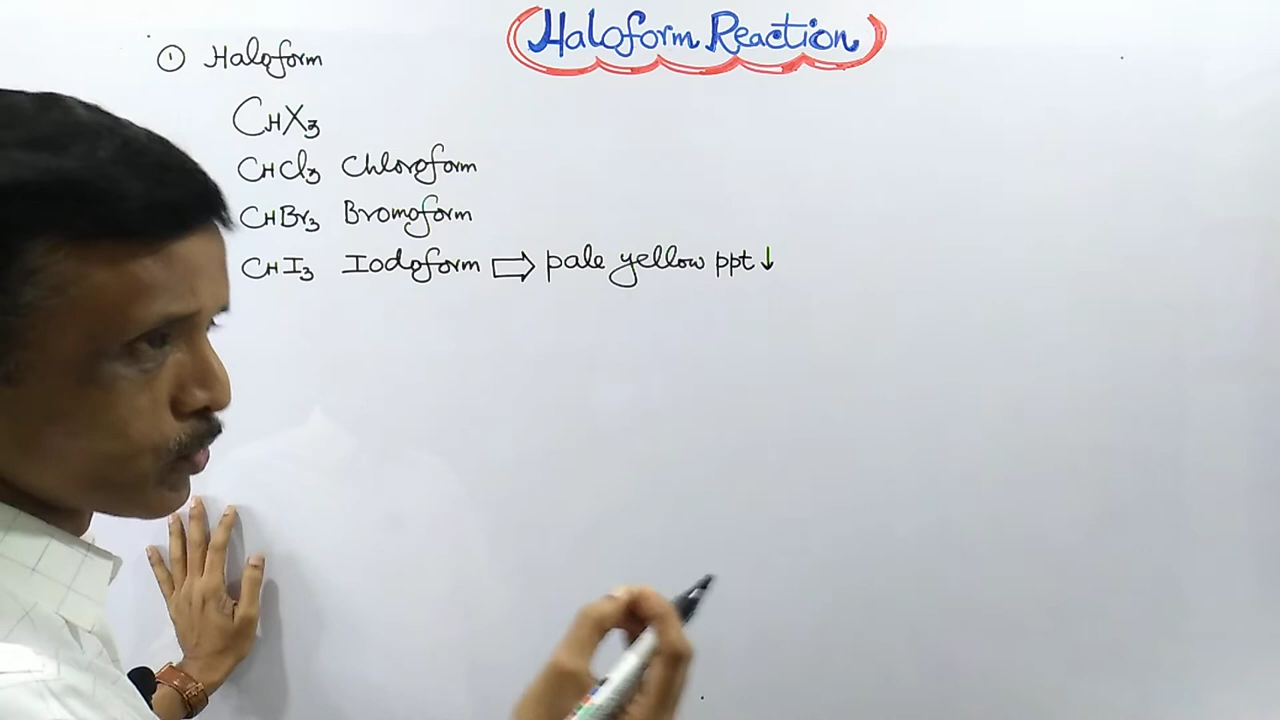 Haloform Reaction
① Haloform
CHX₃
CHCl₃ Chloroform
CHBr₃ Bromoform
CHI₃ Iodoform ⇨ pale yellow ppt ↓